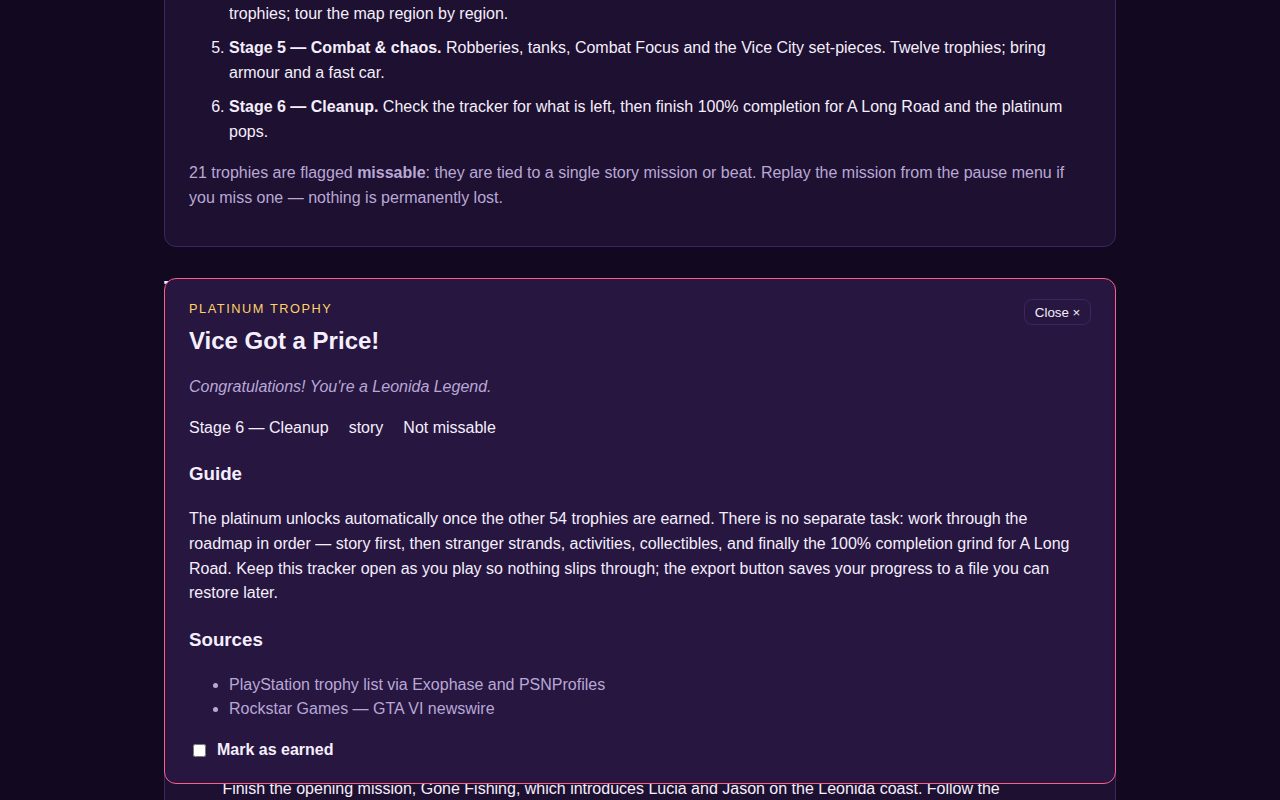 trophies; tour the map region by region.
5. Stage 5 — Combat & chaos. Robberies, tanks, Combat Focus and the Vice City set-pieces. Twelve trophies; bring
armour and a fast car.
6. Stage 6 — Cleanup. Check the tracker for what is left, then finish 100% completion for A Long Road and the platinum
pops.
21 trophies are flagged missable: they are tied to a single story mission or beat. Replay the mission from the pause menu if
you miss one — nothing is permanently lost.
PLATINUM TROPHY
Close ×
Vice Got a Price!
Congratulations! You're a Leonida Legend.
Stage 6 — Cleanup story Not missable
Guide
The platinum unlocks automatically once the other 54 trophies are earned. There is no separate task: work through the
roadmap in order — story first, then stranger strands, activities, collectibles, and finally the 100% completion grind for A Long
Road. Keep this tracker open as you play so nothing slips through; the export button saves your progress to a file you can
restore later.
Sources
• PlayStation trophy list via Exophase and PSNProfiles
• Rockstar Games — GTA VI newswire
Mark as earned
Finish the opening mission, Gone Fishing, which introduces Lucia and Jason on the Leonida coast. Follow the